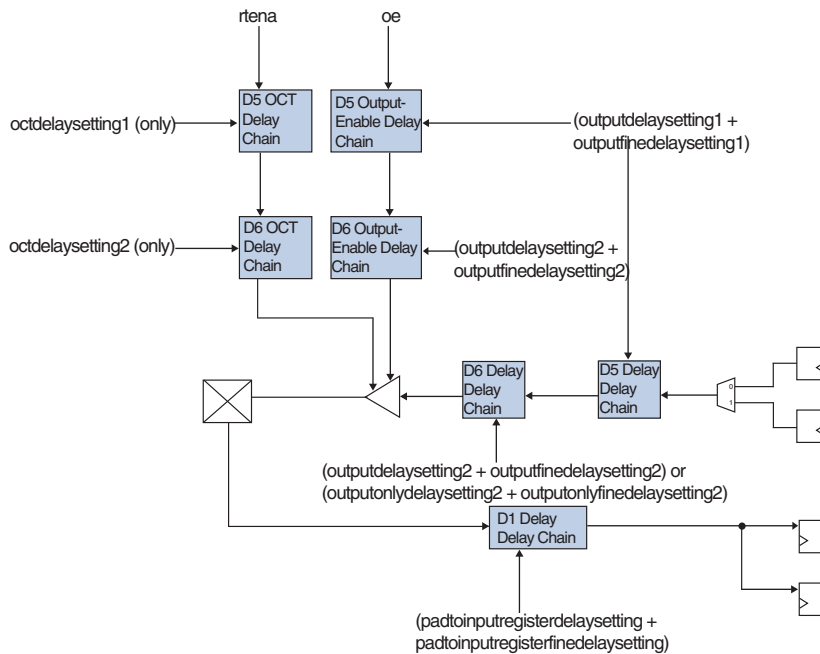 rtena
oe
D5 OCT
Delay
Chain
D5 Output-
Enable Delay
Chain
octdelaysetting1 (only)
(outputdelaysetting1 +
outputfinedelaysetting1)
D6 OCT
Delay
Chain
D6 Output-
Enable Delay
Chain
octdelaysetting2 (only)
(outputdelaysetting2 +
outputfinedelaysetting2)
D6 Delay
Delay
Chain
D5 Delay
Delay
Chain
0
1
(outputdelaysetting2 + outputfinedelaysetting2) or
(outputonlydelaysetting2 + outputonlyfinedelaysetting2)
D1 Delay
Delay Chain
(padtoinputregisterdelaysetting +
padtoinputregisterfinedelaysetting)